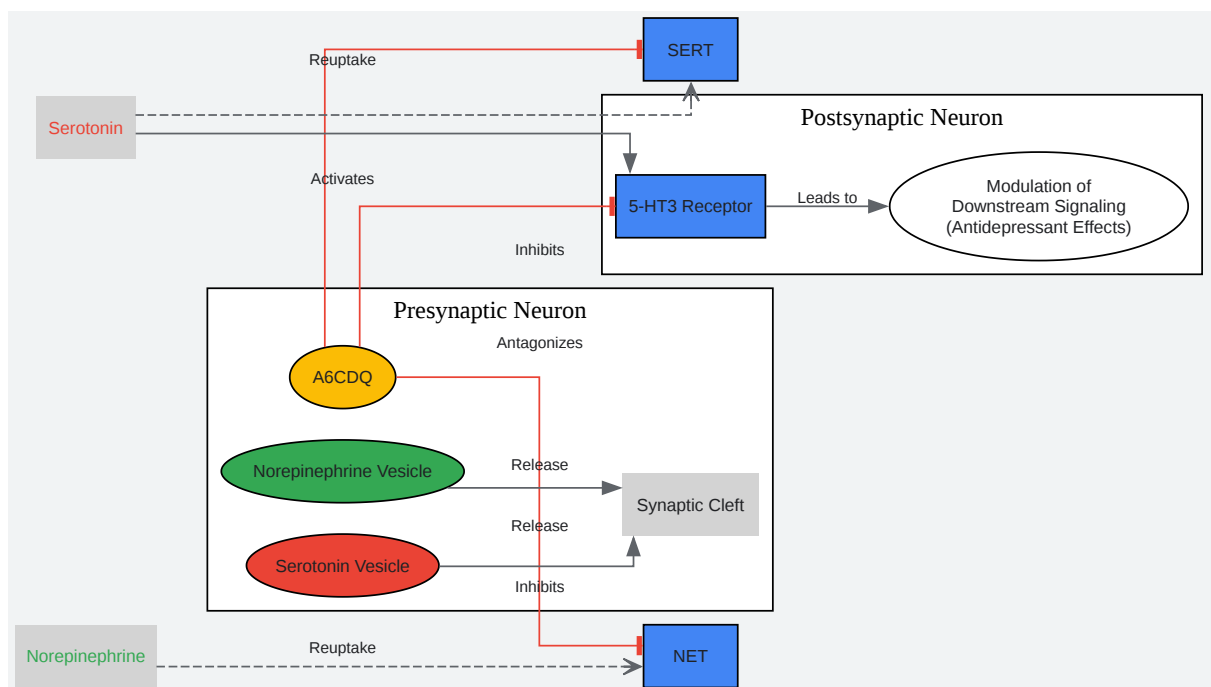 SERT
Reuptake
Serotonin
Postsynaptic Neuron
Activates
5-HT3 Receptor
Leads to
Modulation of
Downstream Signaling
(Antidepressant Effects)
Inhibits
Presynaptic Neuron
Antagonizes
A6CDQ
Norepinephrine Vesicle
Release
Synaptic Cleft
Release
Serotonin Vesicle
Inhibits
Norepinephrine
Reuptake
NET